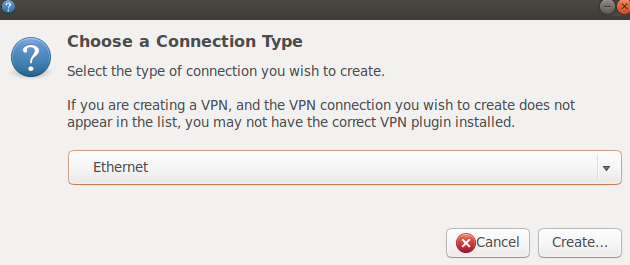 Choose a Connection Type
Select the type of connection you wish to create.
If you are creating a VPN, and the VPN connection you wish to create does not
appear in the list, you may not have the correct VPN plugin installed.
Ethernet
Cancel
Create...